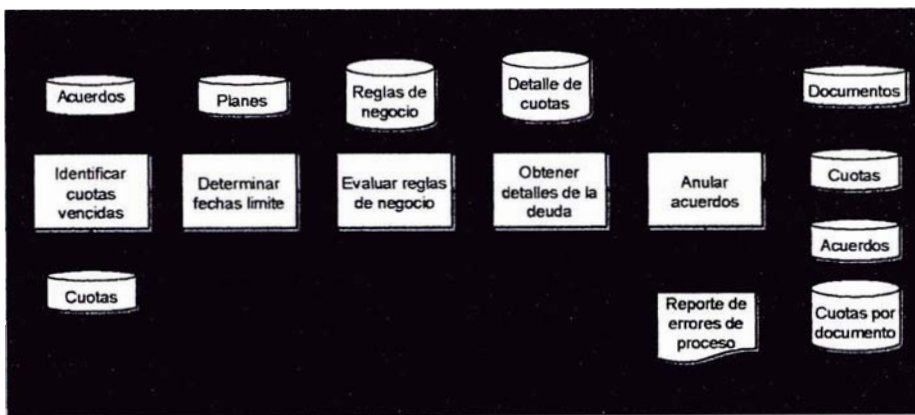 Acuerdos
Planes
Reglas de
negocio
Detalle de
cuotas
Documentos
Identificar
cuotas
vencidas
Determinar
fechas limite
Evaluar reglas
de negocio
Obtener
detalles de la
deuda
Anular
acuerdos
Cuotas
Acuerdos
Cuotas
Reporte de
errores de
proceso
Cuotas por
documento